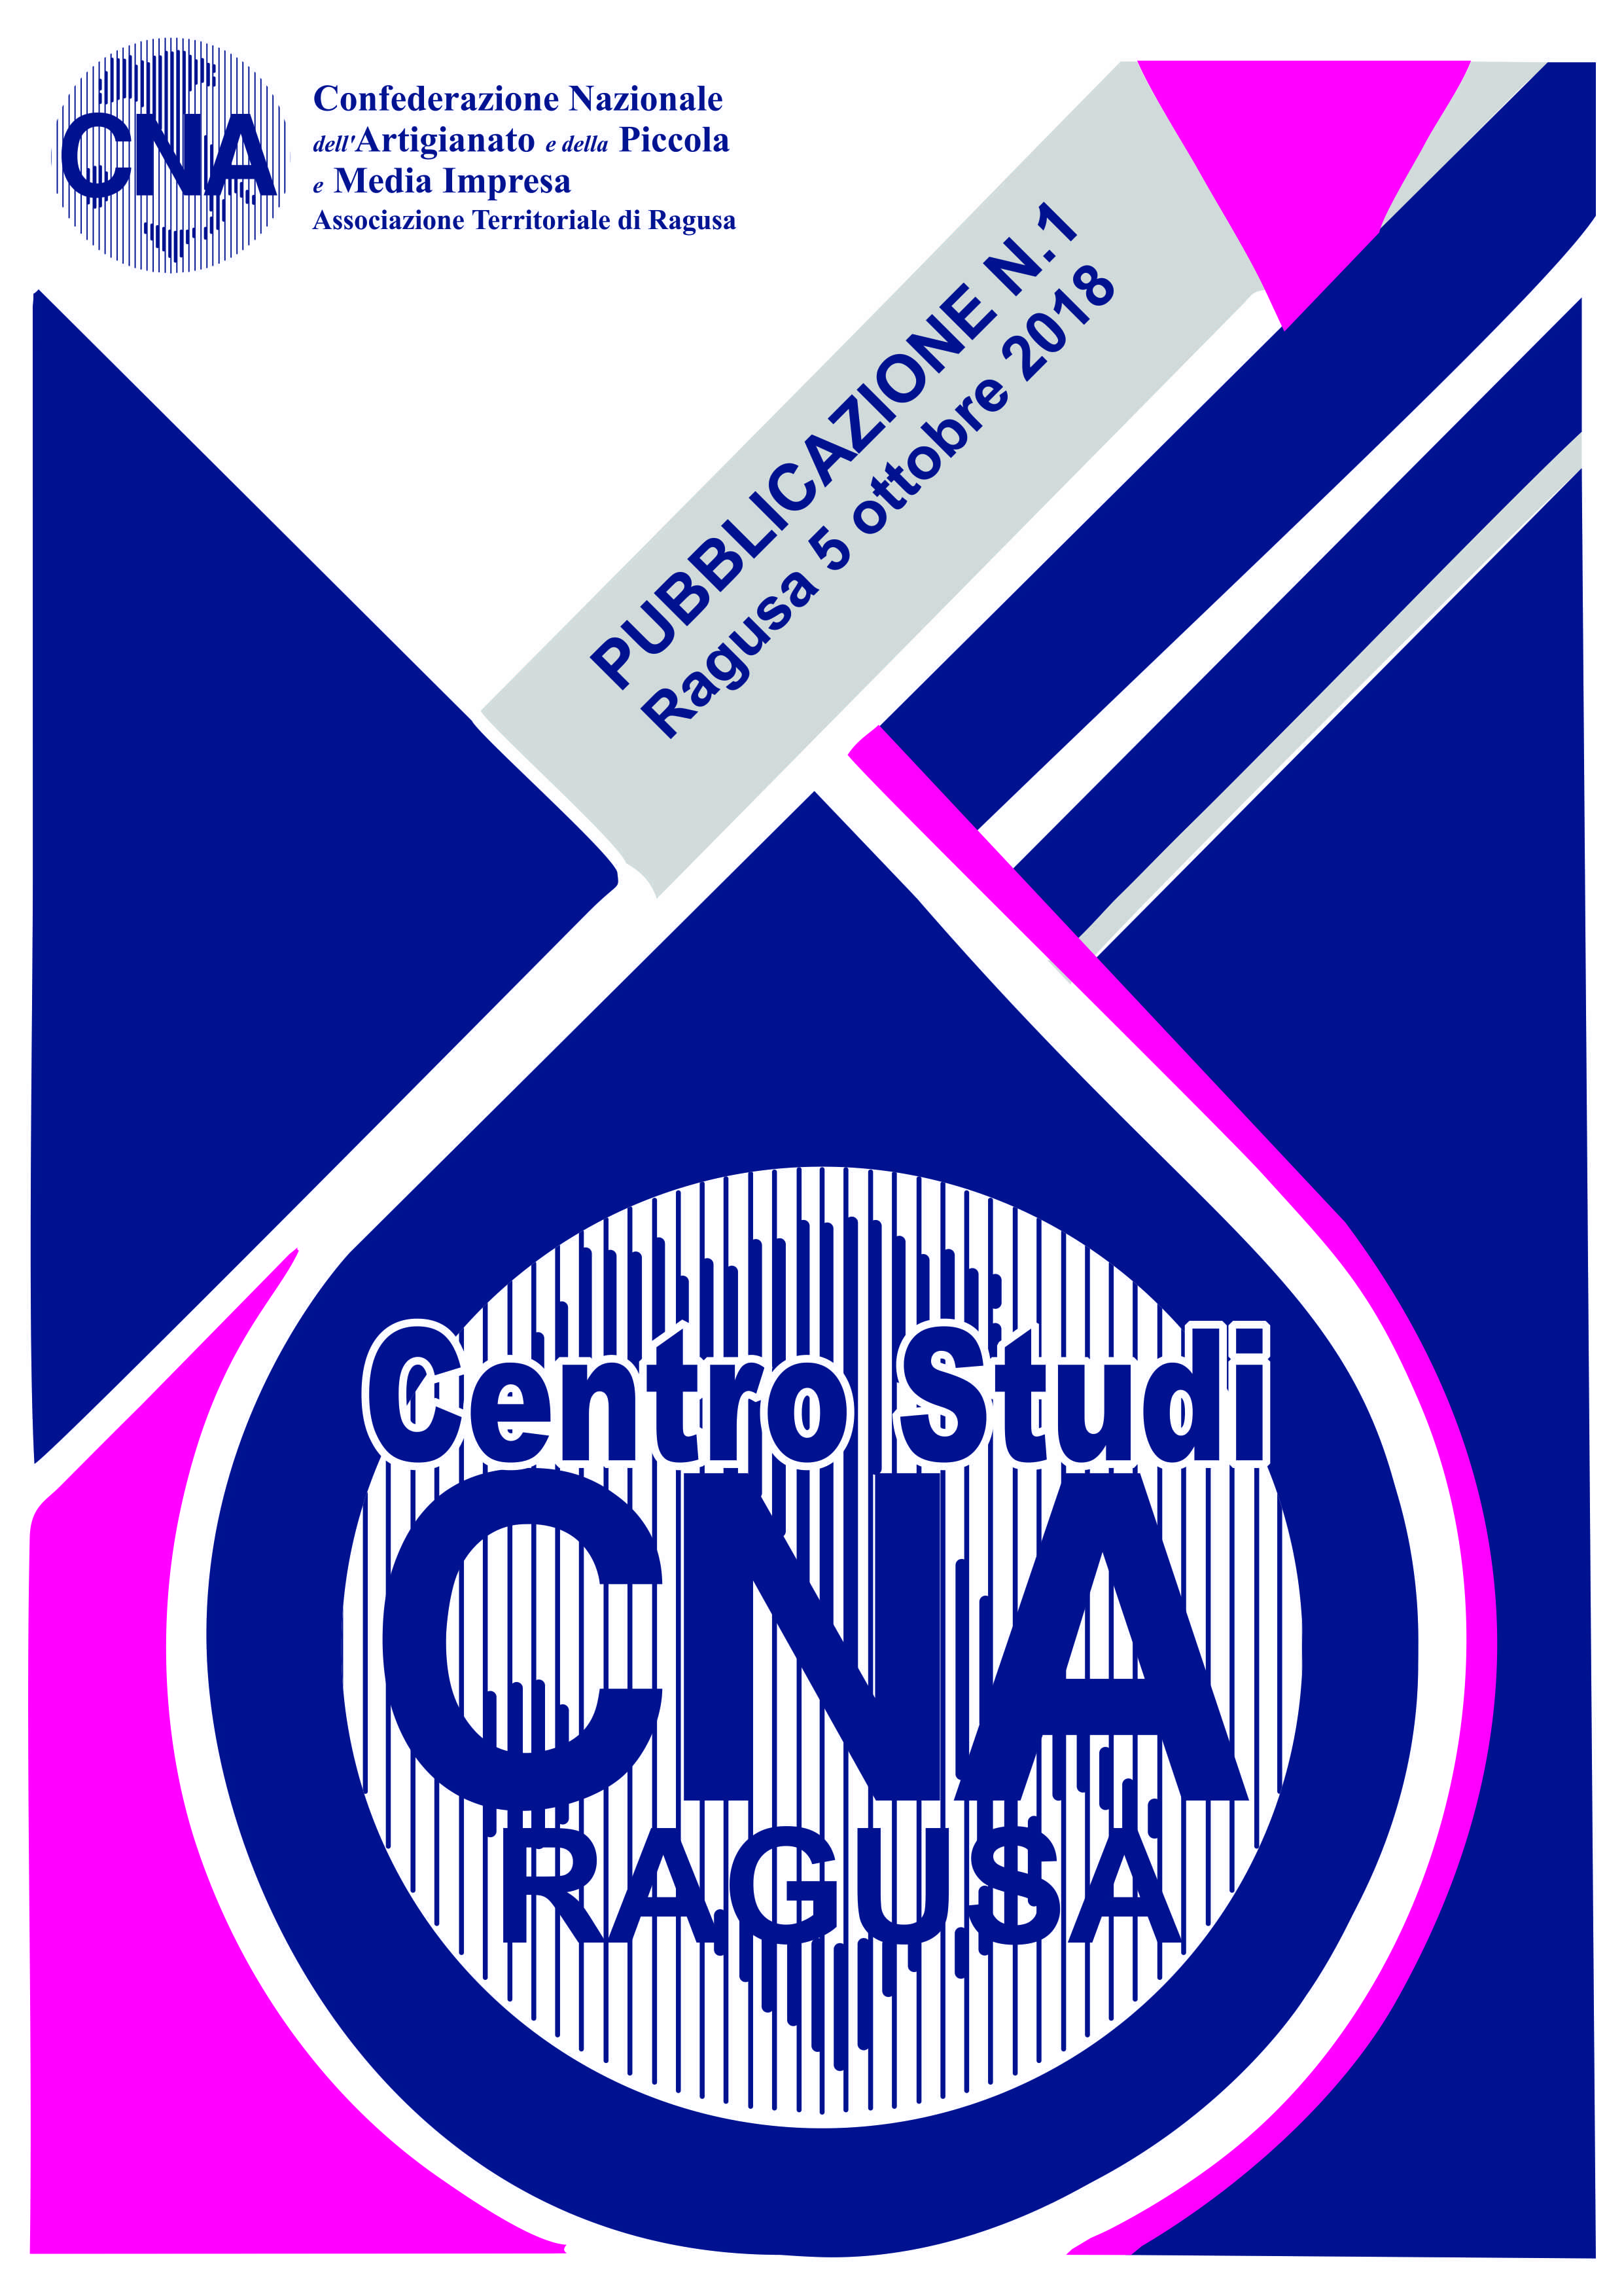 CNA
Confederazione Nazionale
dell'Artigianato e della Piccola
e Media Impresa
Associazione Territoriale di Ragusa
PUBBLICAZIONE N.1
Ragusa 5 ottobre 2018
Centro Studi
CNA
RAGUSA